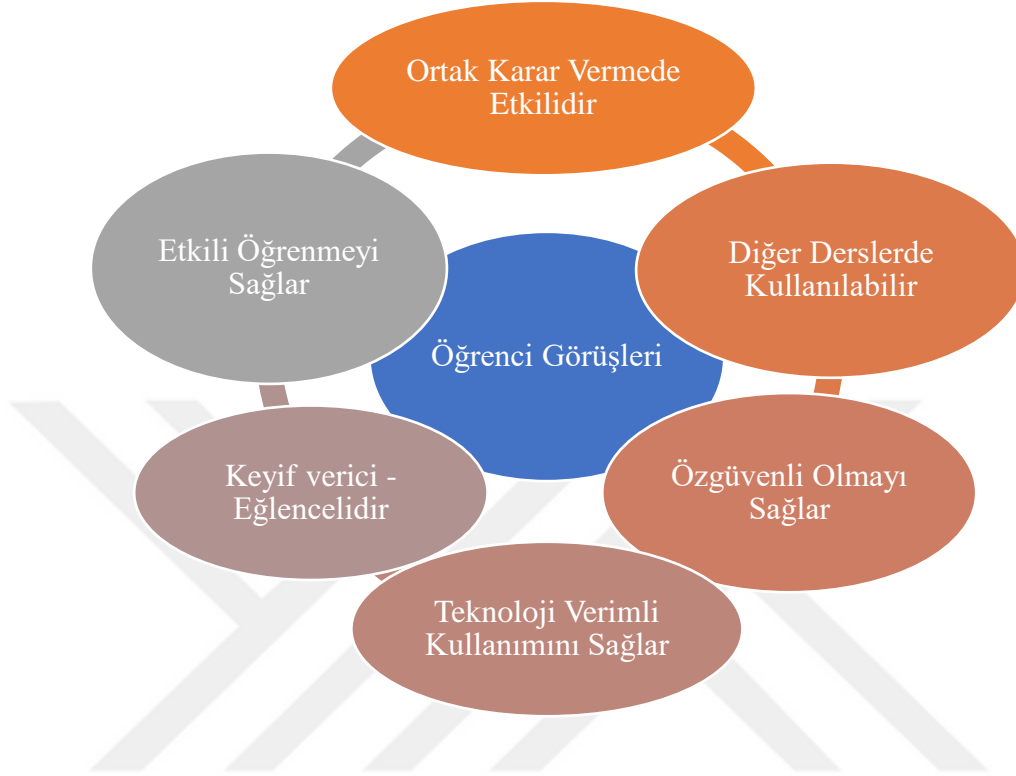 Ortak Karar Vermede
Etkilidir
Etkili Öğrenmeyi
Sağlar
Diğer Derslerde
Kullanılabilir
Öğrenci Görüşleri
Keyif verici -
Eğlencelidir
Özgüvenli Olmayı
Sağlar
Teknoloji Verimli
Kullanımını Sağlar